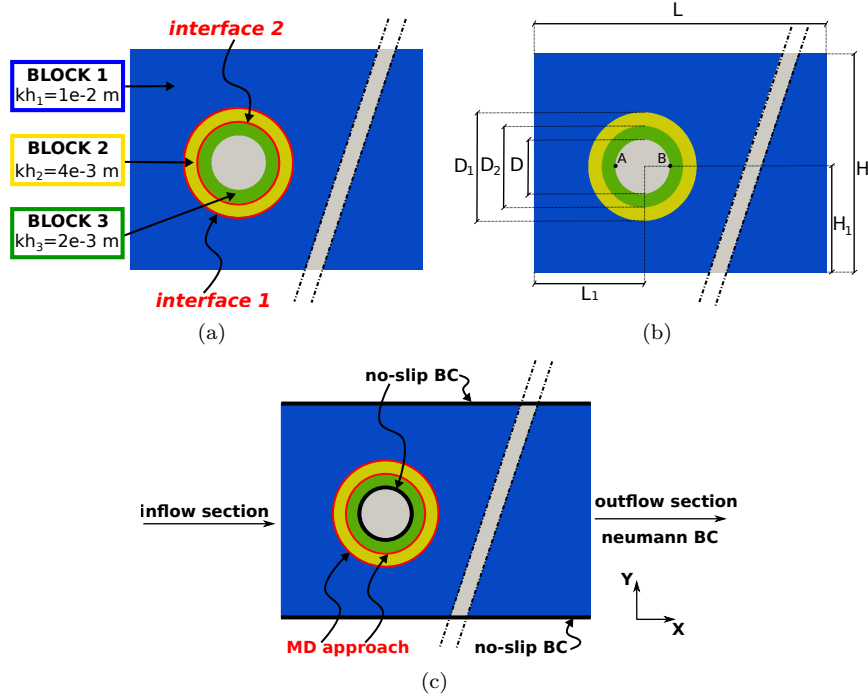 interface 2
BLOCK 1
kh₁=1e-2 m
BLOCK 2
kh₂=4e-3 m
BLOCK 3
kh₃=2e-3 m
interface 1
(a)
L
D₁
D₂
D
A
B
H
H₁
L₁
(b)
no-slip BC
inflow section
outflow section
neumann BC
MD approach
no-slip BC
Y
X
(c)